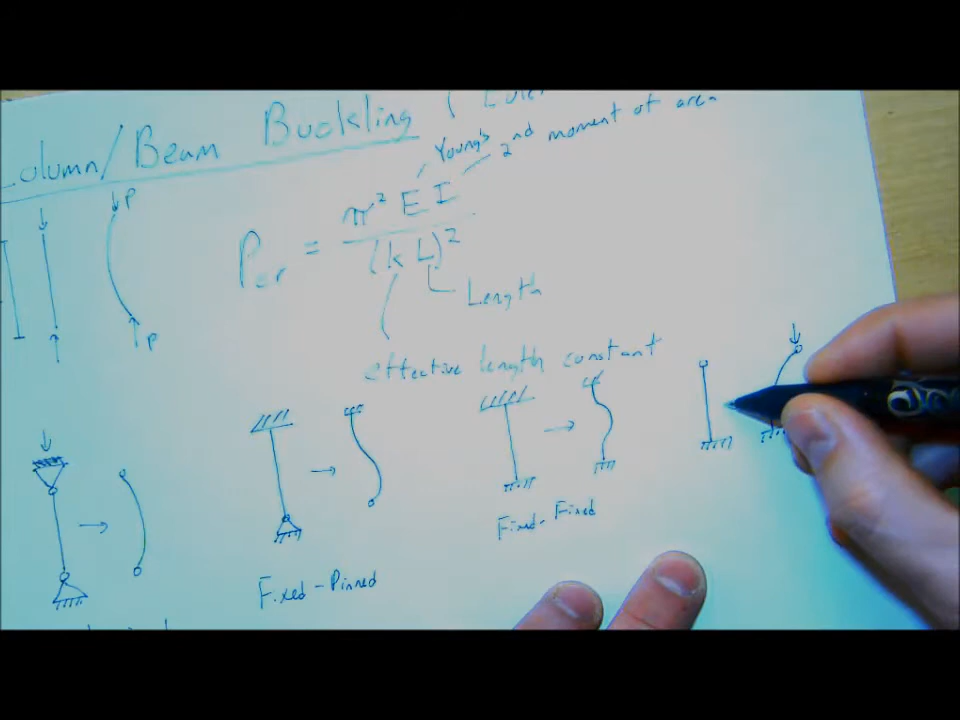 Column/Beam Buckling ( Euler
Young's 2nd moment of area
Pcr = π² E I / (k L)²
Length
effective length constant
P
P
Fixed-Pinned
Fixed-Fixed